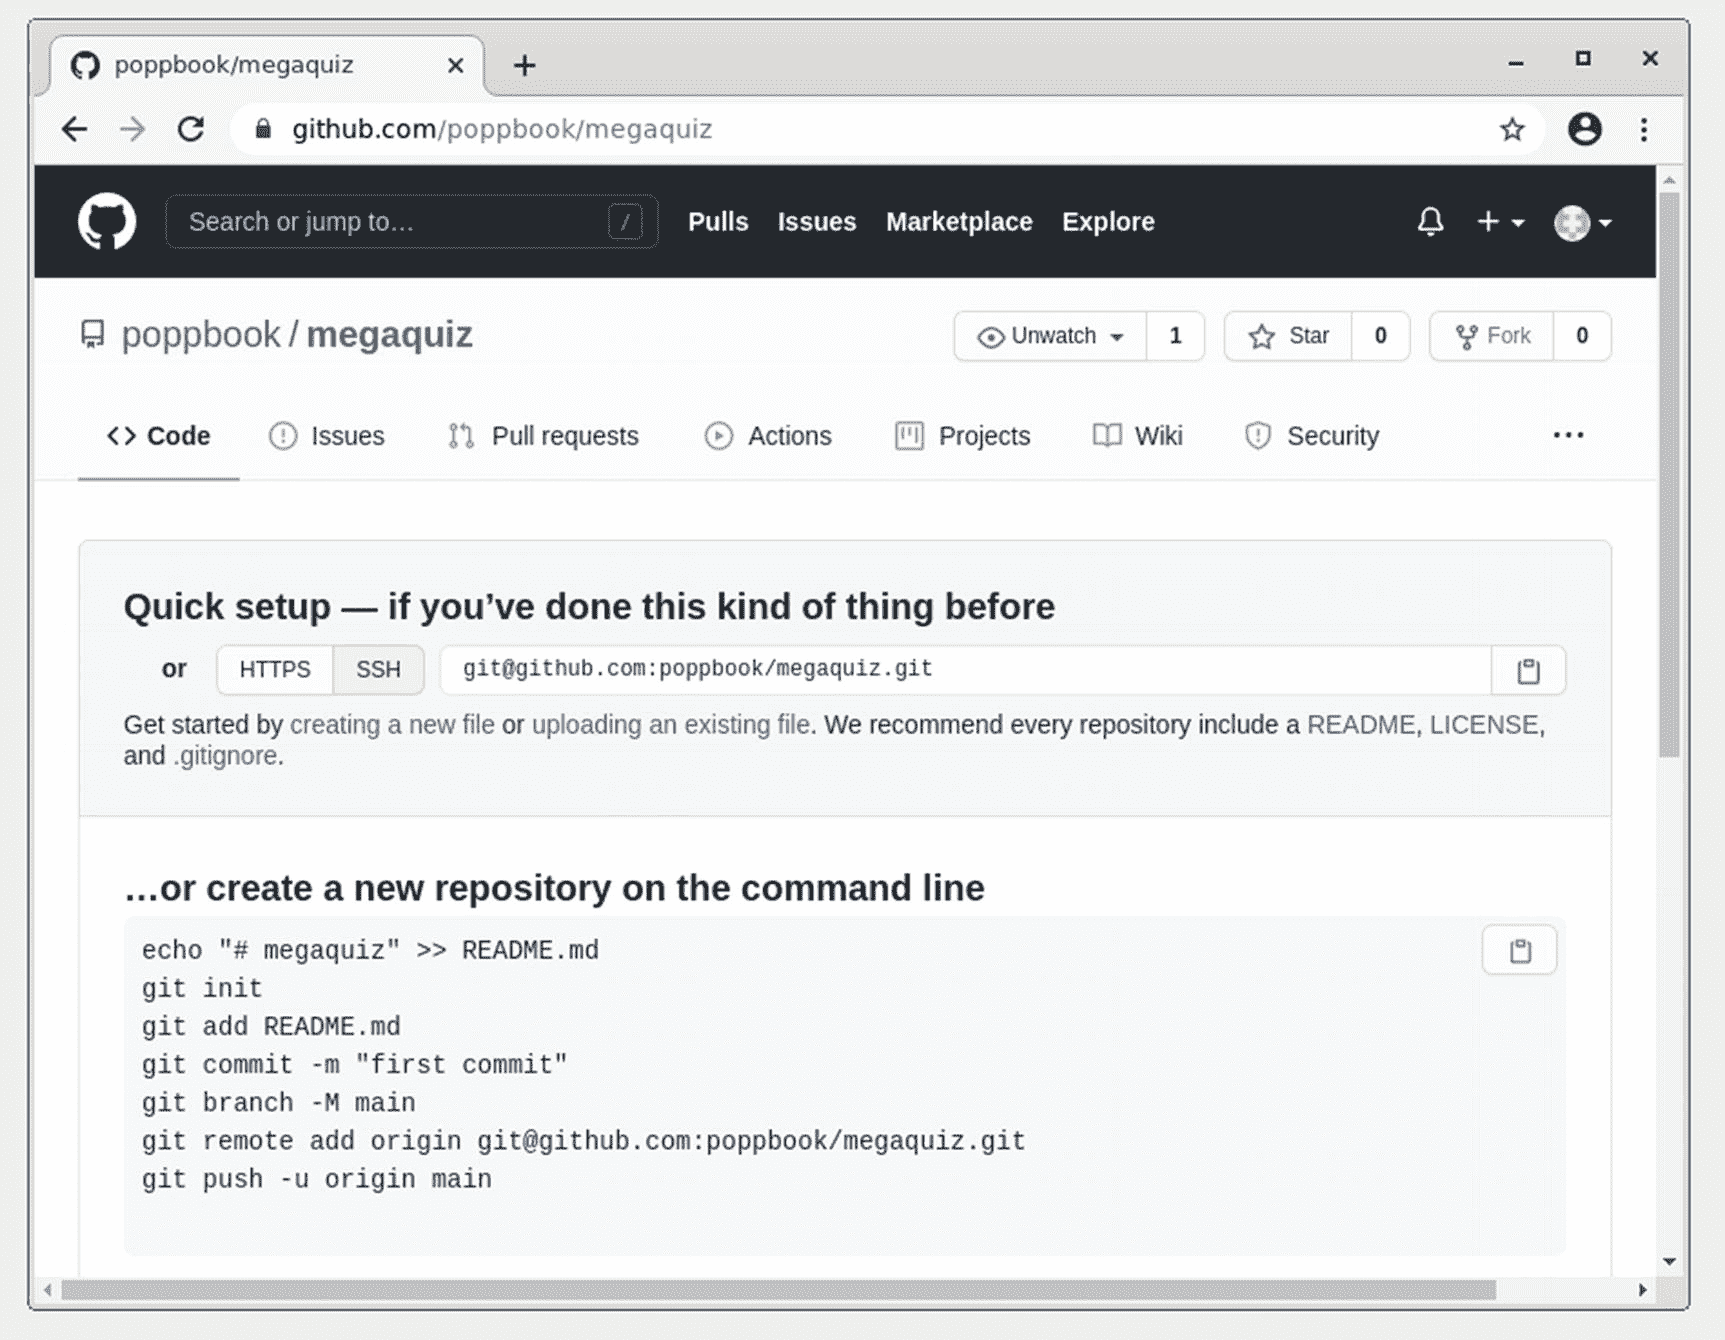 poppbook/megaquiz
github.com/poppbook/megaquiz
Search or jump to… / Pulls Issues Marketplace Explore
poppbook / megaquiz Unwatch 1 Star 0 Fork 0
<> Code Issues Pull requests Actions Projects Wiki Security ...
Quick setup — if you’ve done this kind of thing before
or HTTPS SSH git@github.com:poppbook/megaquiz.git
Get started by creating a new file or uploading an existing file. We recommend every repository include a README, LICENSE,
and .gitignore.
…or create a new repository on the command line
echo "# megaquiz" >> README.md
git init
git add README.md
git commit -m "first commit"
git branch -M main
git remote add origin git@github.com:poppbook/megaquiz.git
git push -u origin main